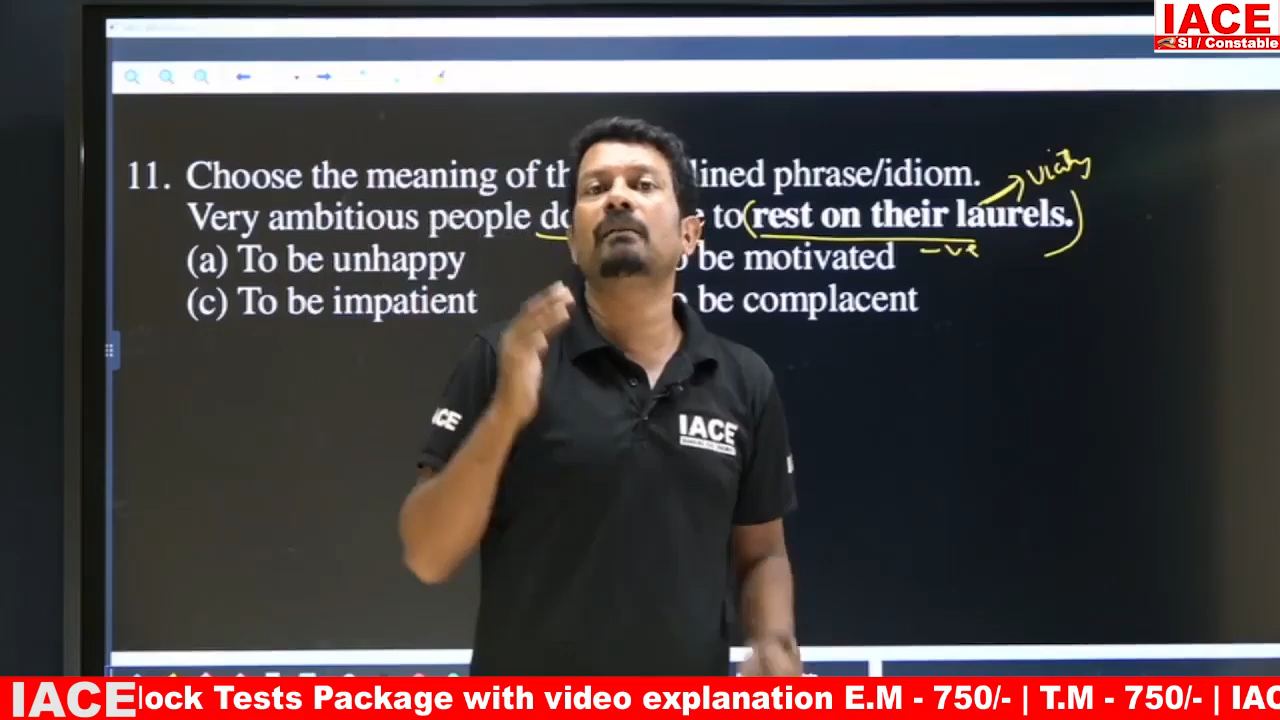 IACE
SI / Constable
11. Choose the meaning of th lined phrase/idiom.
victory
Very ambitious people do e to (rest on their laurels.)
-ve
(a) To be unhappy o be motivated
(c) To be impatient o be complacent
ICE
IACE
IACE lock Tests Package with video explanation E.M - 750/- | T.M - 750/- | IAC